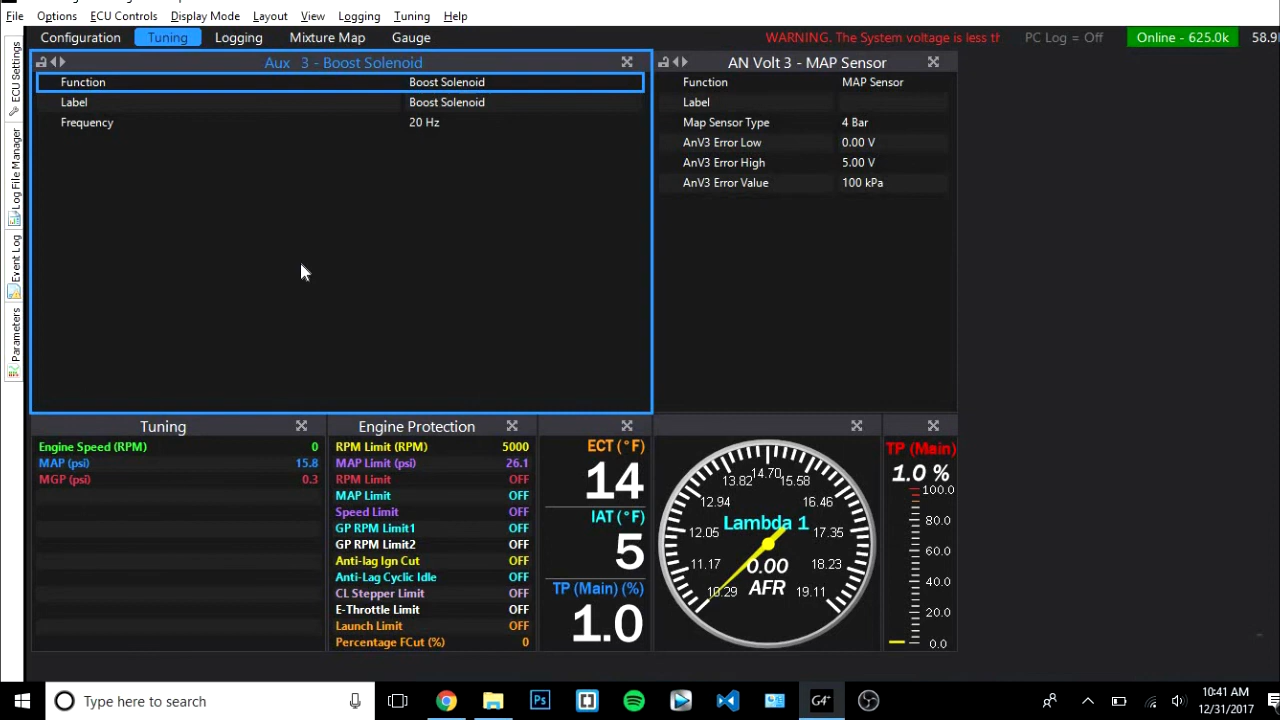 File Options ECU Controls Display Mode Layout View Logging Tuning Help
Configuration Tuning Logging Mixture Map Gauge WARNING. The System voltage is less th PC Log = Off Online - 625.0k 58.9
ECU Settings
Log File Manager
Event Log
Parameters
Aux 3 - Boost Solenoid
Function Boost Solenoid
Label Boost Solenoid
Frequency 20 Hz
AN Volt 3 - MAP Sensor
Function MAP Sensor
Label
Map Sensor Type 4 Bar
AnV3 Error Low 0.00 V
AnV3 Error High 5.00 V
AnV3 Error Value 100 kPa
Tuning
Engine Speed (RPM) 0
MAP (psi) 15.8
MGP (psi) 0.3
Engine Protection
RPM Limit (RPM) 5000
MAP Limit (psi) 26.1
RPM Limit OFF
MAP Limit OFF
Speed Limit OFF
GP RPM Limit1 OFF
GP RPM Limit2 OFF
Anti-lag Ign Cut OFF
Anti-Lag Cyclic Idle OFF
CL Stepper Limit OFF
E-Throttle Limit OFF
Launch Limit OFF
Percentage FCut (%) 0
ECT (°F)
14
IAT (°F)
5
TP (Main) (%)
1.0
13.82 14.70 15.58
12.94 16.46
Lambda 1
12.05 17.35
11.17 0.00 18.23
10.29 AFR 19.11
TP (Main)
1.0 %
100.0
80.0
60.0
40.0
20.0
0.0
Type here to search
Ps
G4+
10:41 AM
12/31/2017